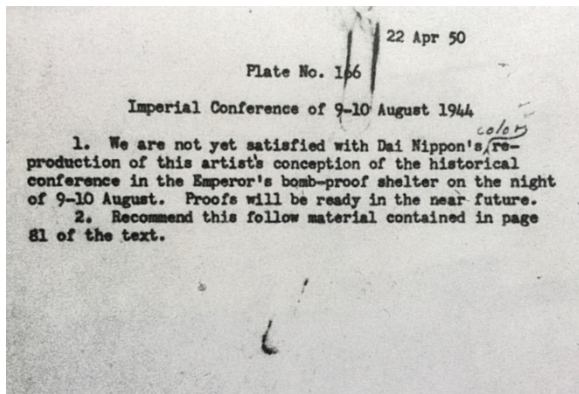 22 Apr 50
Plate No. 166
Imperial Conference of 9-10 August 1944
color
1. We are not yet satisfied with Dai Nippon's re-
production of this artist's conception of the historical
conference in the Emperor's bomb-proof shelter on the night
of 9-10 August. Proofs will be ready in the near future.
2. Recommend this follow material contained in page
81 of the text.